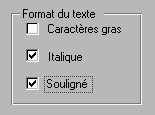 Format du texte
Caractères gras
Italique
Souligné